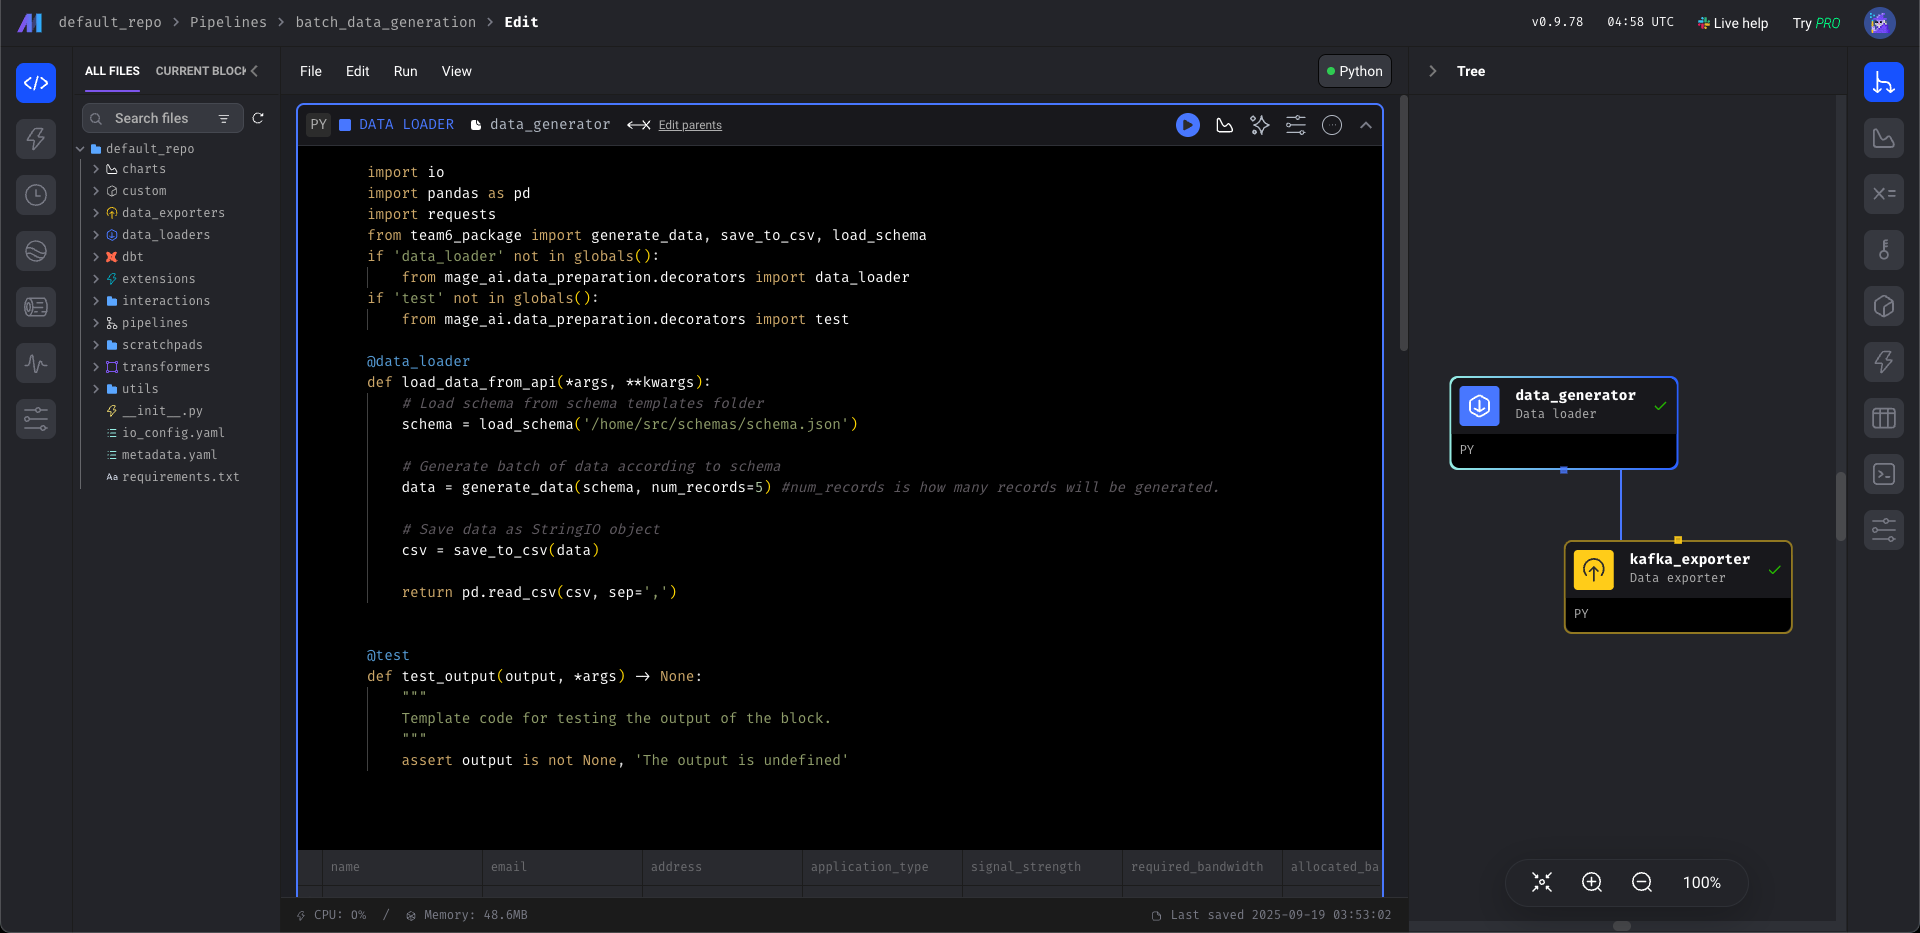 default_repo > Pipelines > batch_data_generation > Edit
v0.9.78 04:58 UTC Live help Try PRO
ALL FILES CURRENT BLOCK
Search files
default_repo
charts
custom
data_exporters
data_loaders
dbt
extensions
interactions
pipelines
scratchpads
transformers
utils
__init__.py
io_config.yaml
metadata.yaml
Aa requirements.txt
File Edit Run View
Python
PY DATA LOADER data_generator Edit parents
import io
import pandas as pd
import requests
from team6_package import generate_data, save_to_csv, load_schema
if 'data_loader' not in globals():
    from mage_ai.data_preparation.decorators import data_loader
if 'test' not in globals():
    from mage_ai.data_preparation.decorators import test
@data_loader
def load_data_from_api(*args, **kwargs):
    # Load schema from schema templates folder
    schema = load_schema('/home/src/schemas/schema.json')
    # Generate batch of data according to schema
    data = generate_data(schema, num_records=5) #num_records is how many records will be generated.
    # Save data as StringIO object
    csv = save_to_csv(data)
    return pd.read_csv(csv, sep=',')
@test
def test_output(output, *args) -> None:
    """
    Template code for testing the output of the block.
    """
    assert output is not None, 'The output is undefined'
name email address application_type signal_strength required_bandwidth allocated_ba
CPU: 0% / Memory: 48.6MB
Last saved 2025-09-19 03:53:02
Tree
data_generator
Data loader
PY
kafka_exporter
Data exporter
PY
100%